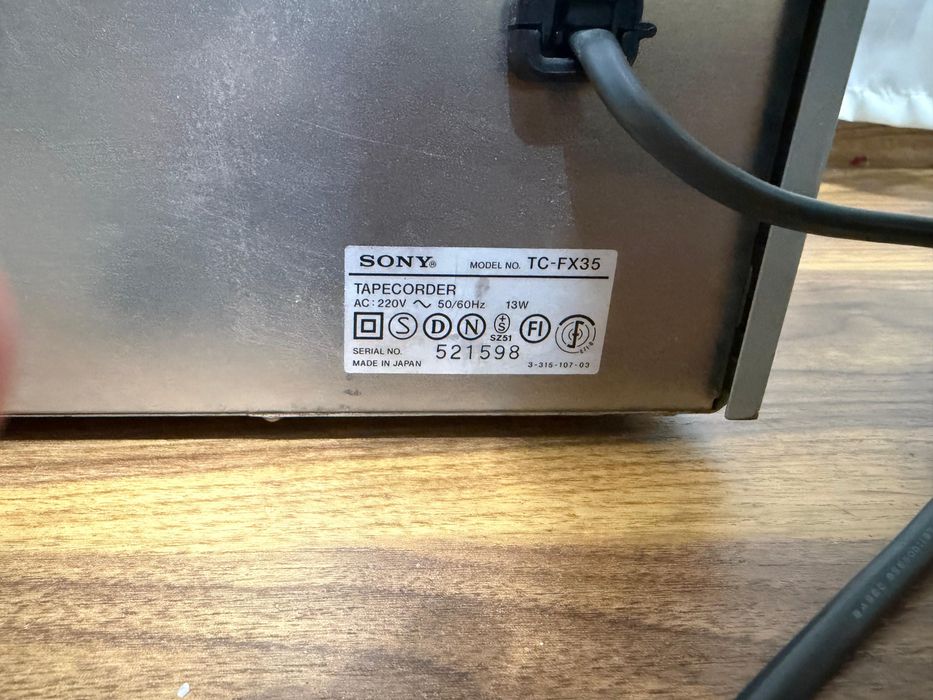 SONY® MODEL NO. TC-FX35
TAPECORDER
AC: 220V ~ 50/60Hz 13W
S D N +S FI SF
SZ51
SERIAL NO. 521598
MADE IN JAPAN 3-315-107-03